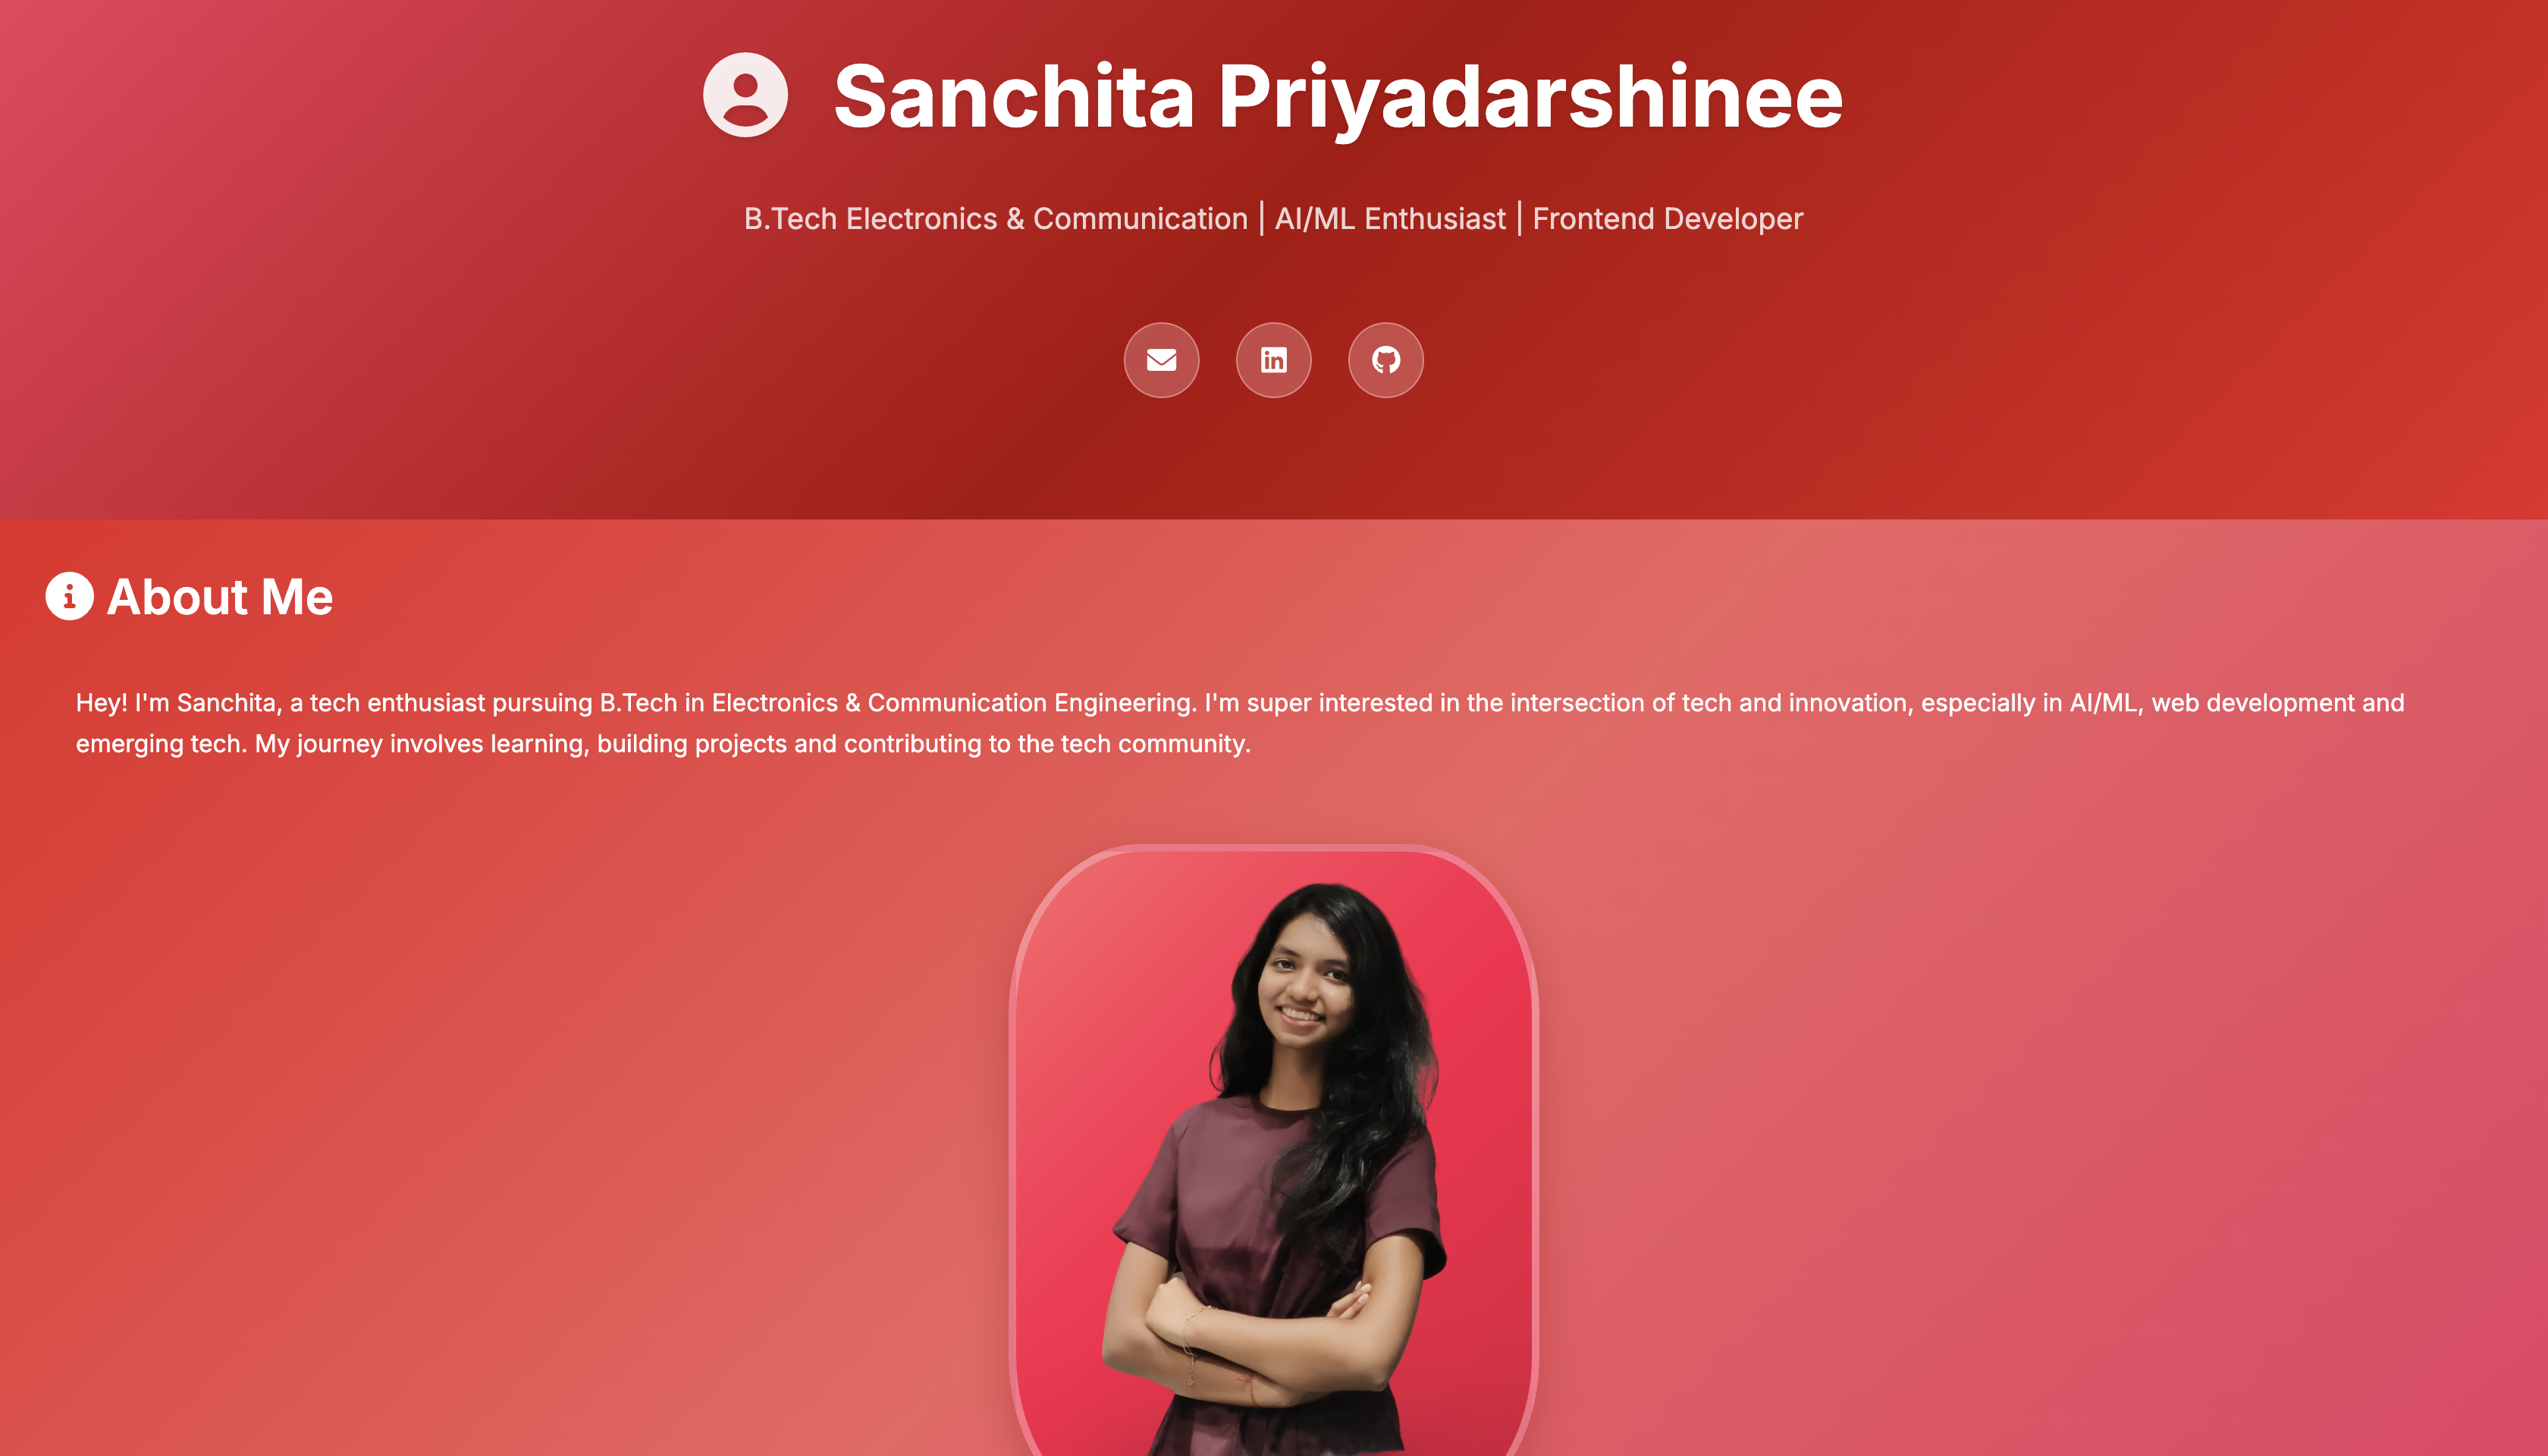 Sanchita Priyadarshinee
B.Tech Electronics & Communication | AI/ML Enthusiast | Frontend Developer
About Me
Hey! I'm Sanchita, a tech enthusiast pursuing B.Tech in Electronics & Communication Engineering. I'm super interested in the intersection of tech and innovation, especially in AI/ML, web development and
emerging tech. My journey involves learning, building projects and contributing to the tech community.